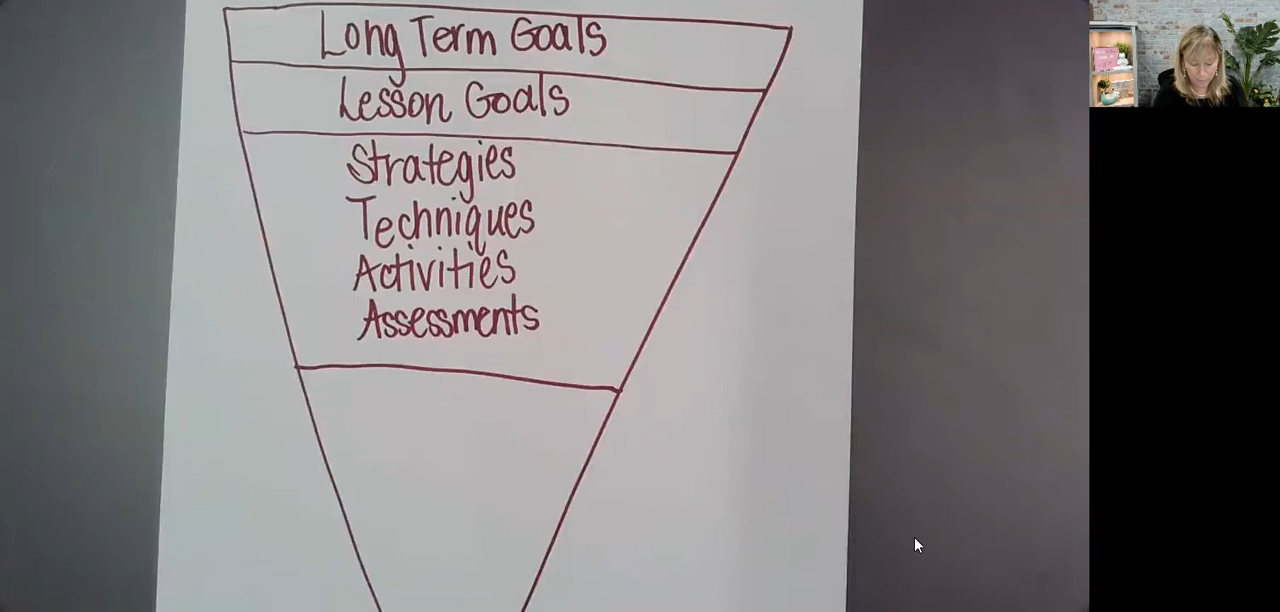 Long Term Goals
Lesson Goals
Strategies
Techniques
Activities
Assessments